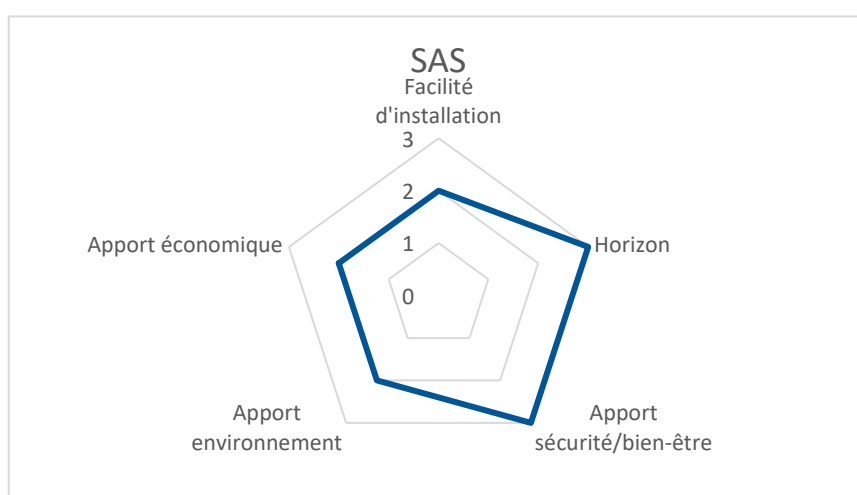 SAS
Facilité
d'installation
3
2
Apport économique
1
Horizon
0
Apport
environnement
Apport
sécurité/bien-être